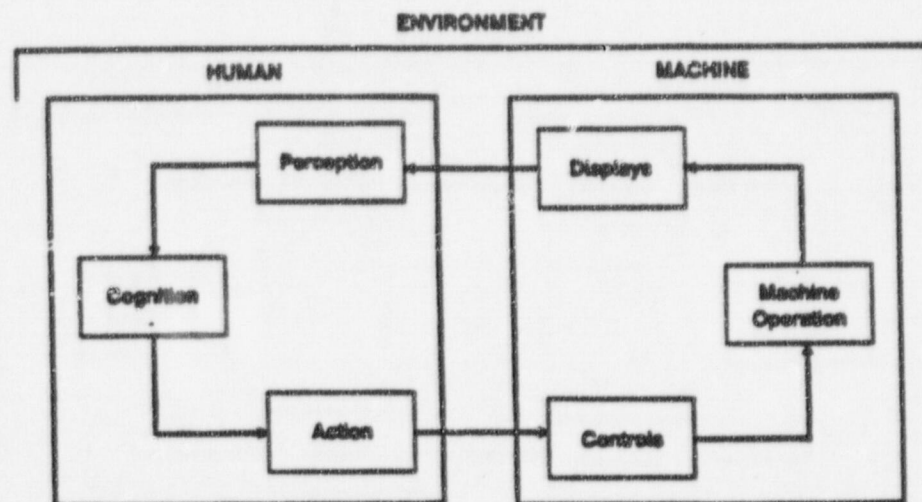 ENVIRONMENT
HUMAN
MACHINE
Perception
Displays
Cognition
Machine
Operation
Action
Controls